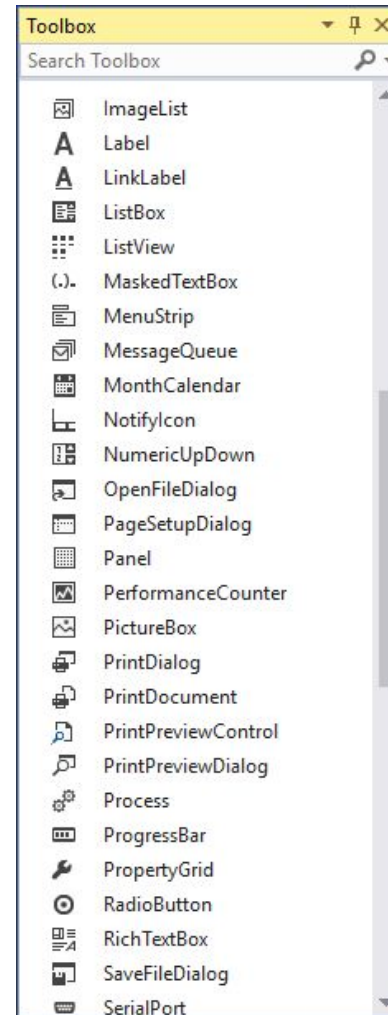 Toolbox
Search Toolbox
ImageList
Label
LinkLabel
ListBox
ListView
MaskedTextBox
MenuStrip
MessageQueue
MonthCalendar
NotifyIcon
NumericUpDown
OpenFileDialog
PageSetupDialog
Panel
PerformanceCounter
PictureBox
PrintDialog
PrintDocument
PrintPreviewControl
PrintPreviewDialog
Process
ProgressBar
PropertyGrid
RadioButton
RichTextBox
SaveFileDialog
SerialPort